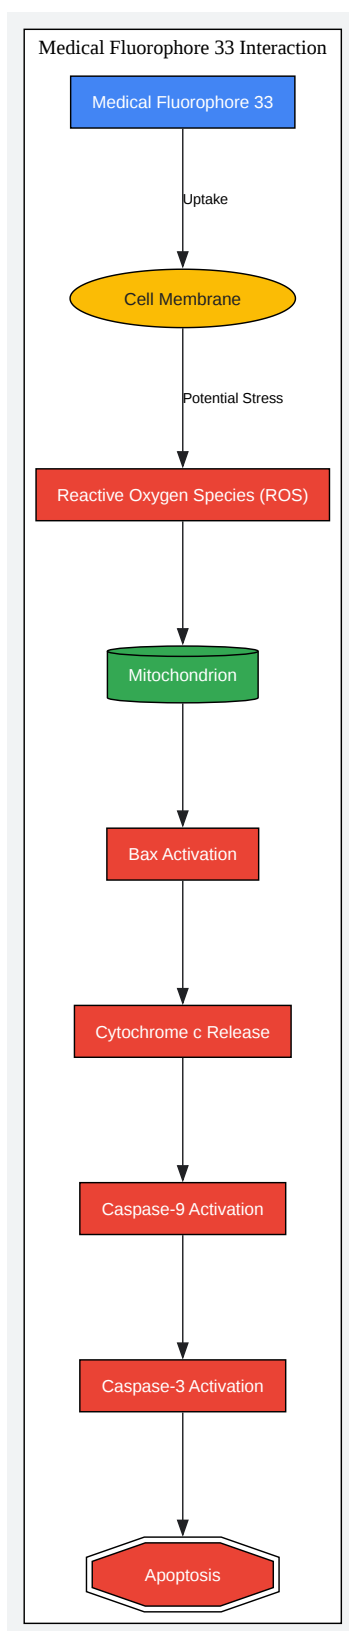 Medical Fluorophore 33 Interaction
Medical Fluorophore 33
Uptake
Cell Membrane
Potential Stress
Reactive Oxygen Species (ROS)
Mitochondrion
Bax Activation
Cytochrome c Release
Caspase-9 Activation
Caspase-3 Activation
Apoptosis